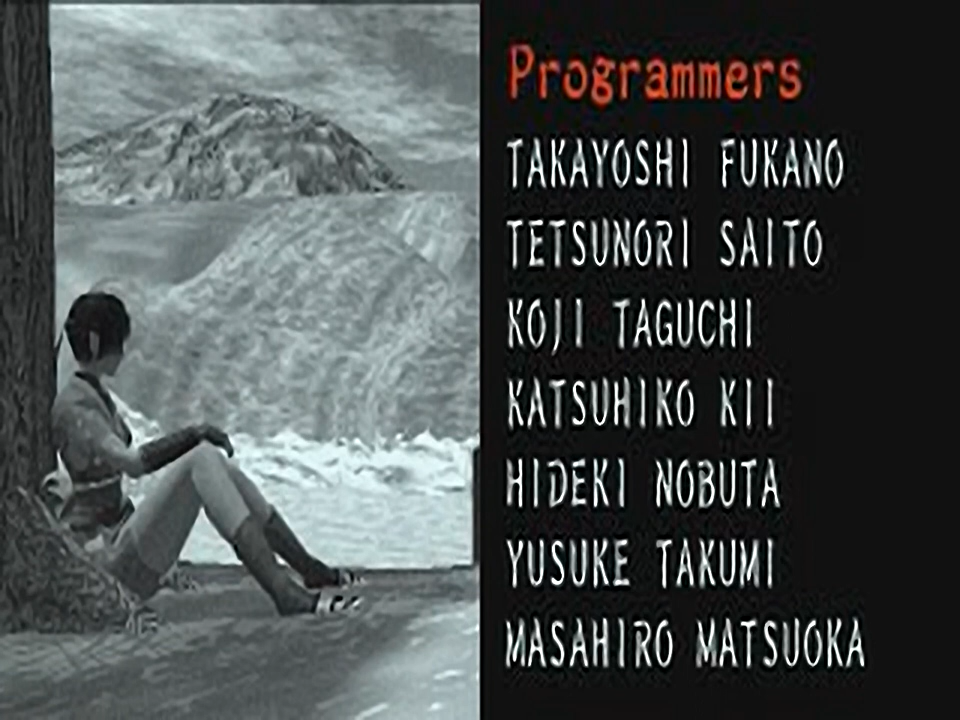 Programmers
TAKAYOSHI FUKANO
TETSUNORI SAITO
KOJI TAGUCHI
KATSUHIKO KII
HIDEKI NOBUTA
YUSUKE TAKUMI
MASAHIRO MATSUOKA